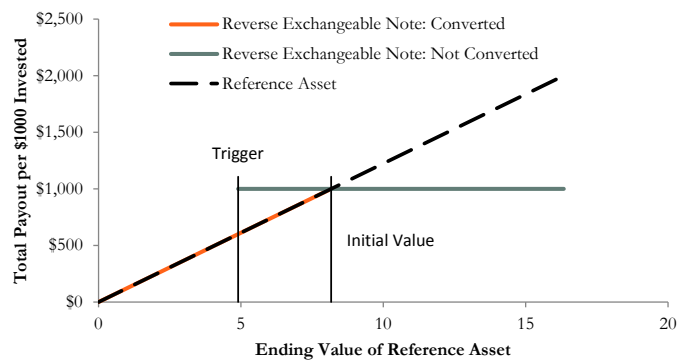 Total Payout per $1000 Invested
$2,500
$2,000
$1,500
$1,000
$500
$0
Reverse Exchangeable Note: Converted
Reverse Exchangeable Note: Not Converted
Reference Asset
Trigger
Initial Value
0
5
10
15
20
Ending Value of Reference Asset